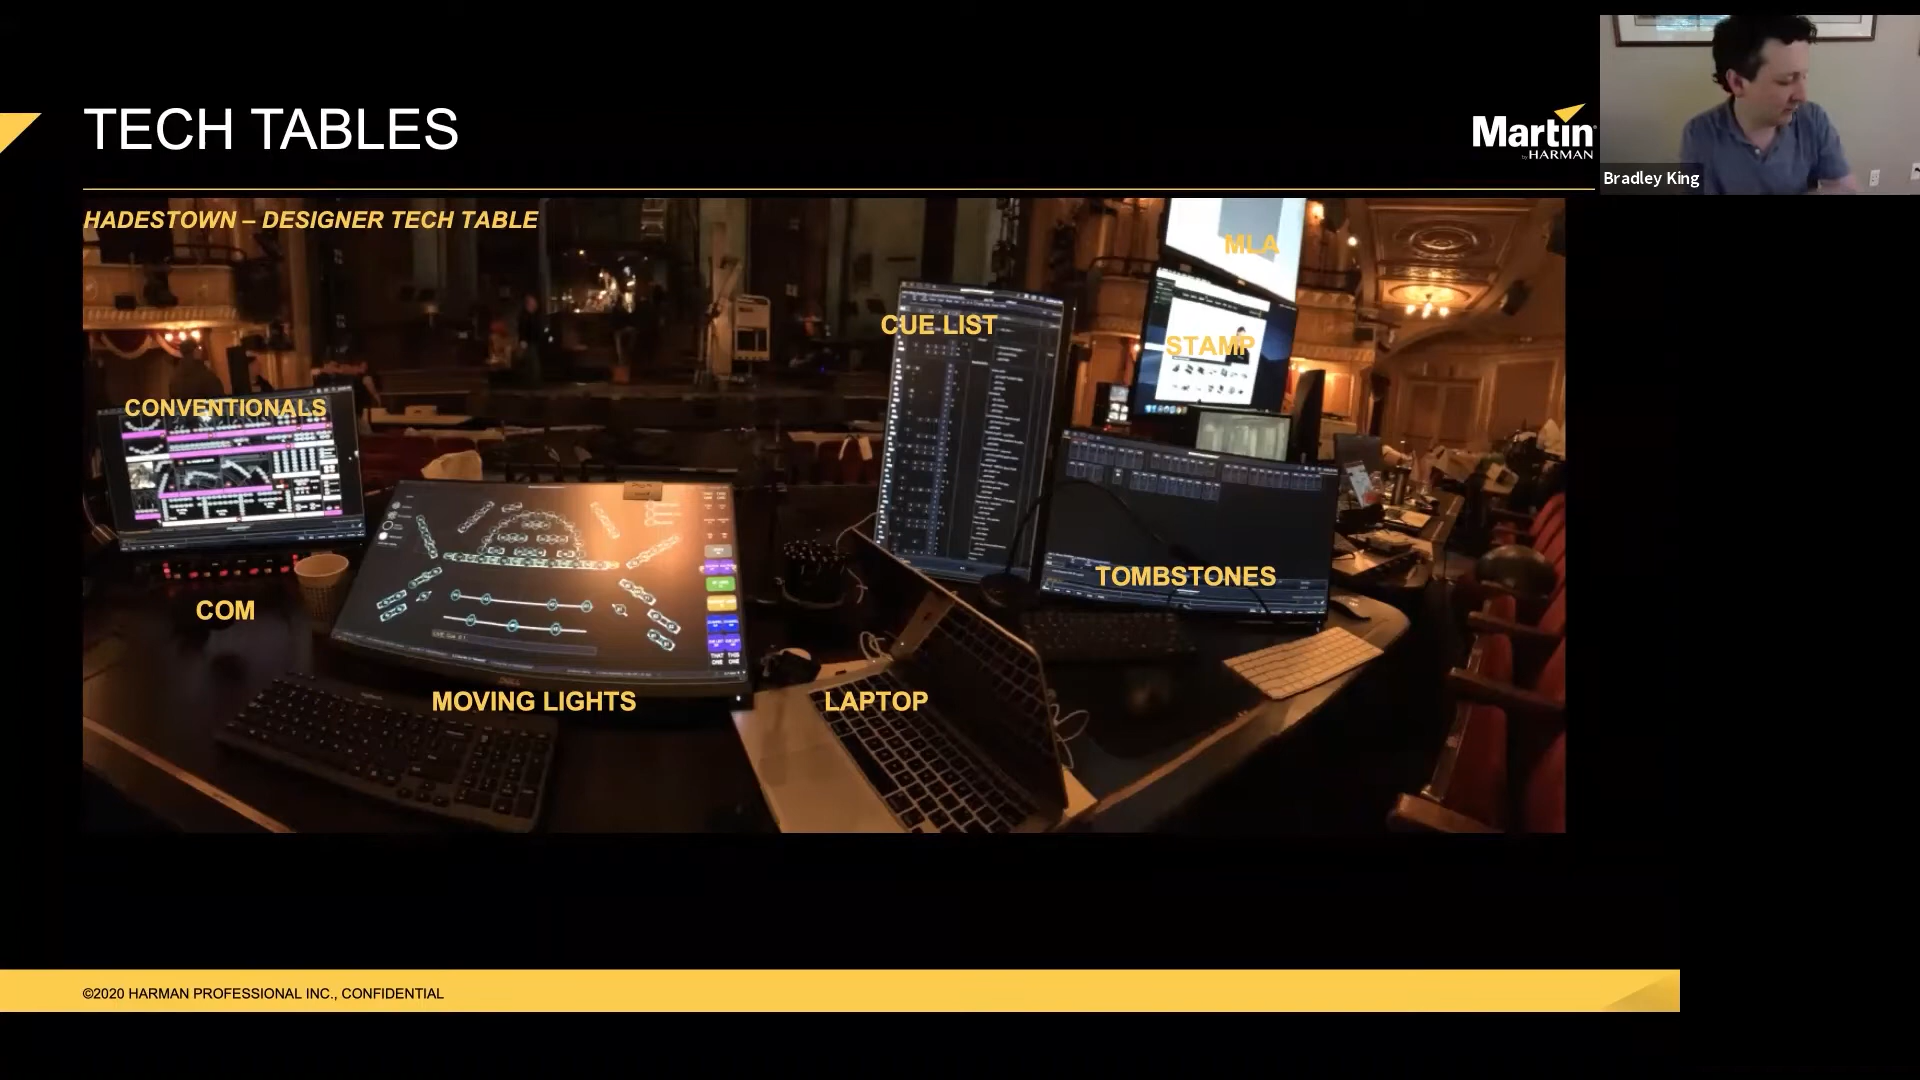 TECH TABLES
Martin
by HARMAN
Bradley King
HADESTOWN – DESIGNER TECH TABLE
MLA
CUE LIST
STAMP
CONVENTIONALS
TOMBSTONES
COM
MOVING LIGHTS
LAPTOP
©2020 HARMAN PROFESSIONAL INC., CONFIDENTIAL